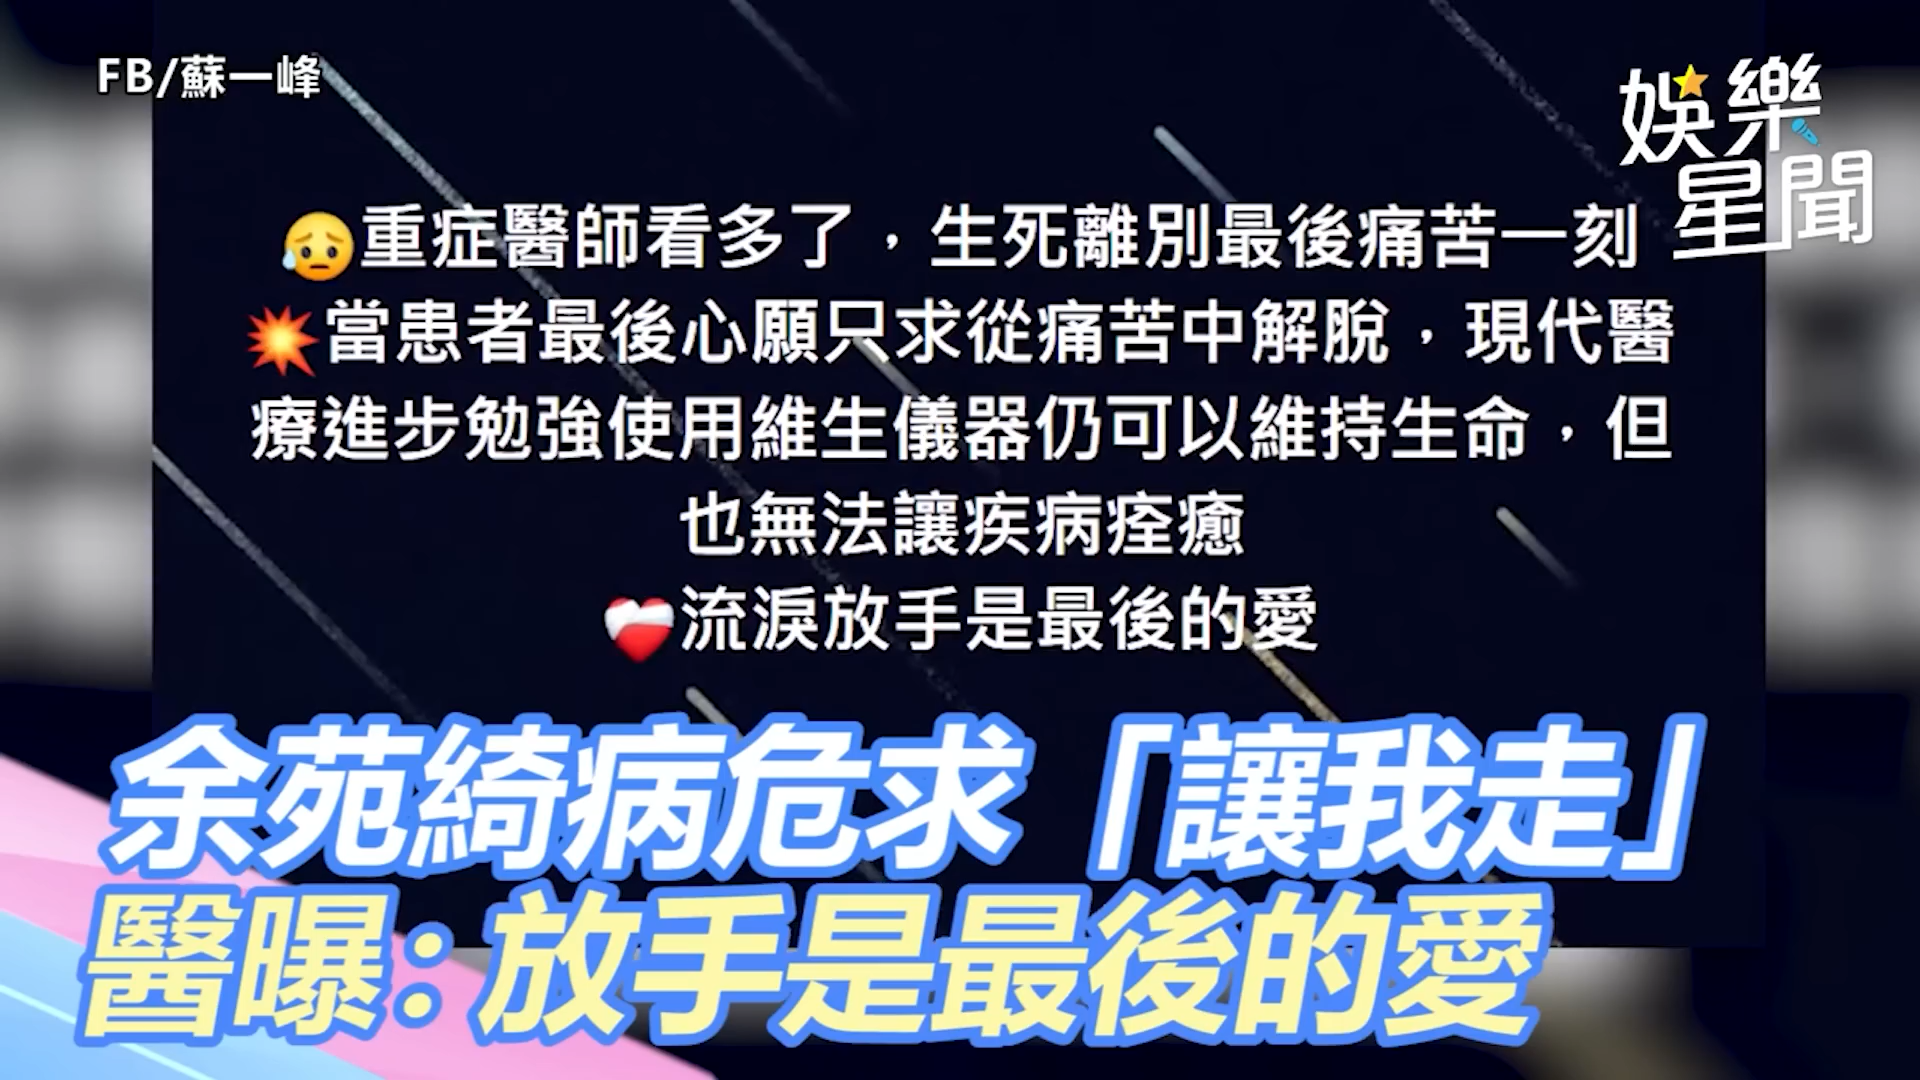 FB/蘇一峰
娛樂
星聞
😥重症醫師看多了，生死離別最後痛苦一刻
💥當患者最後心願只求從痛苦中解脫，現代醫
療進步勉強使用維生儀器仍可以維持生命，但
也無法讓疾病痊癒
❤️‍🩹流淚放手是最後的愛
余苑綺病危求「讓我走」
醫曝：放手是最後的愛